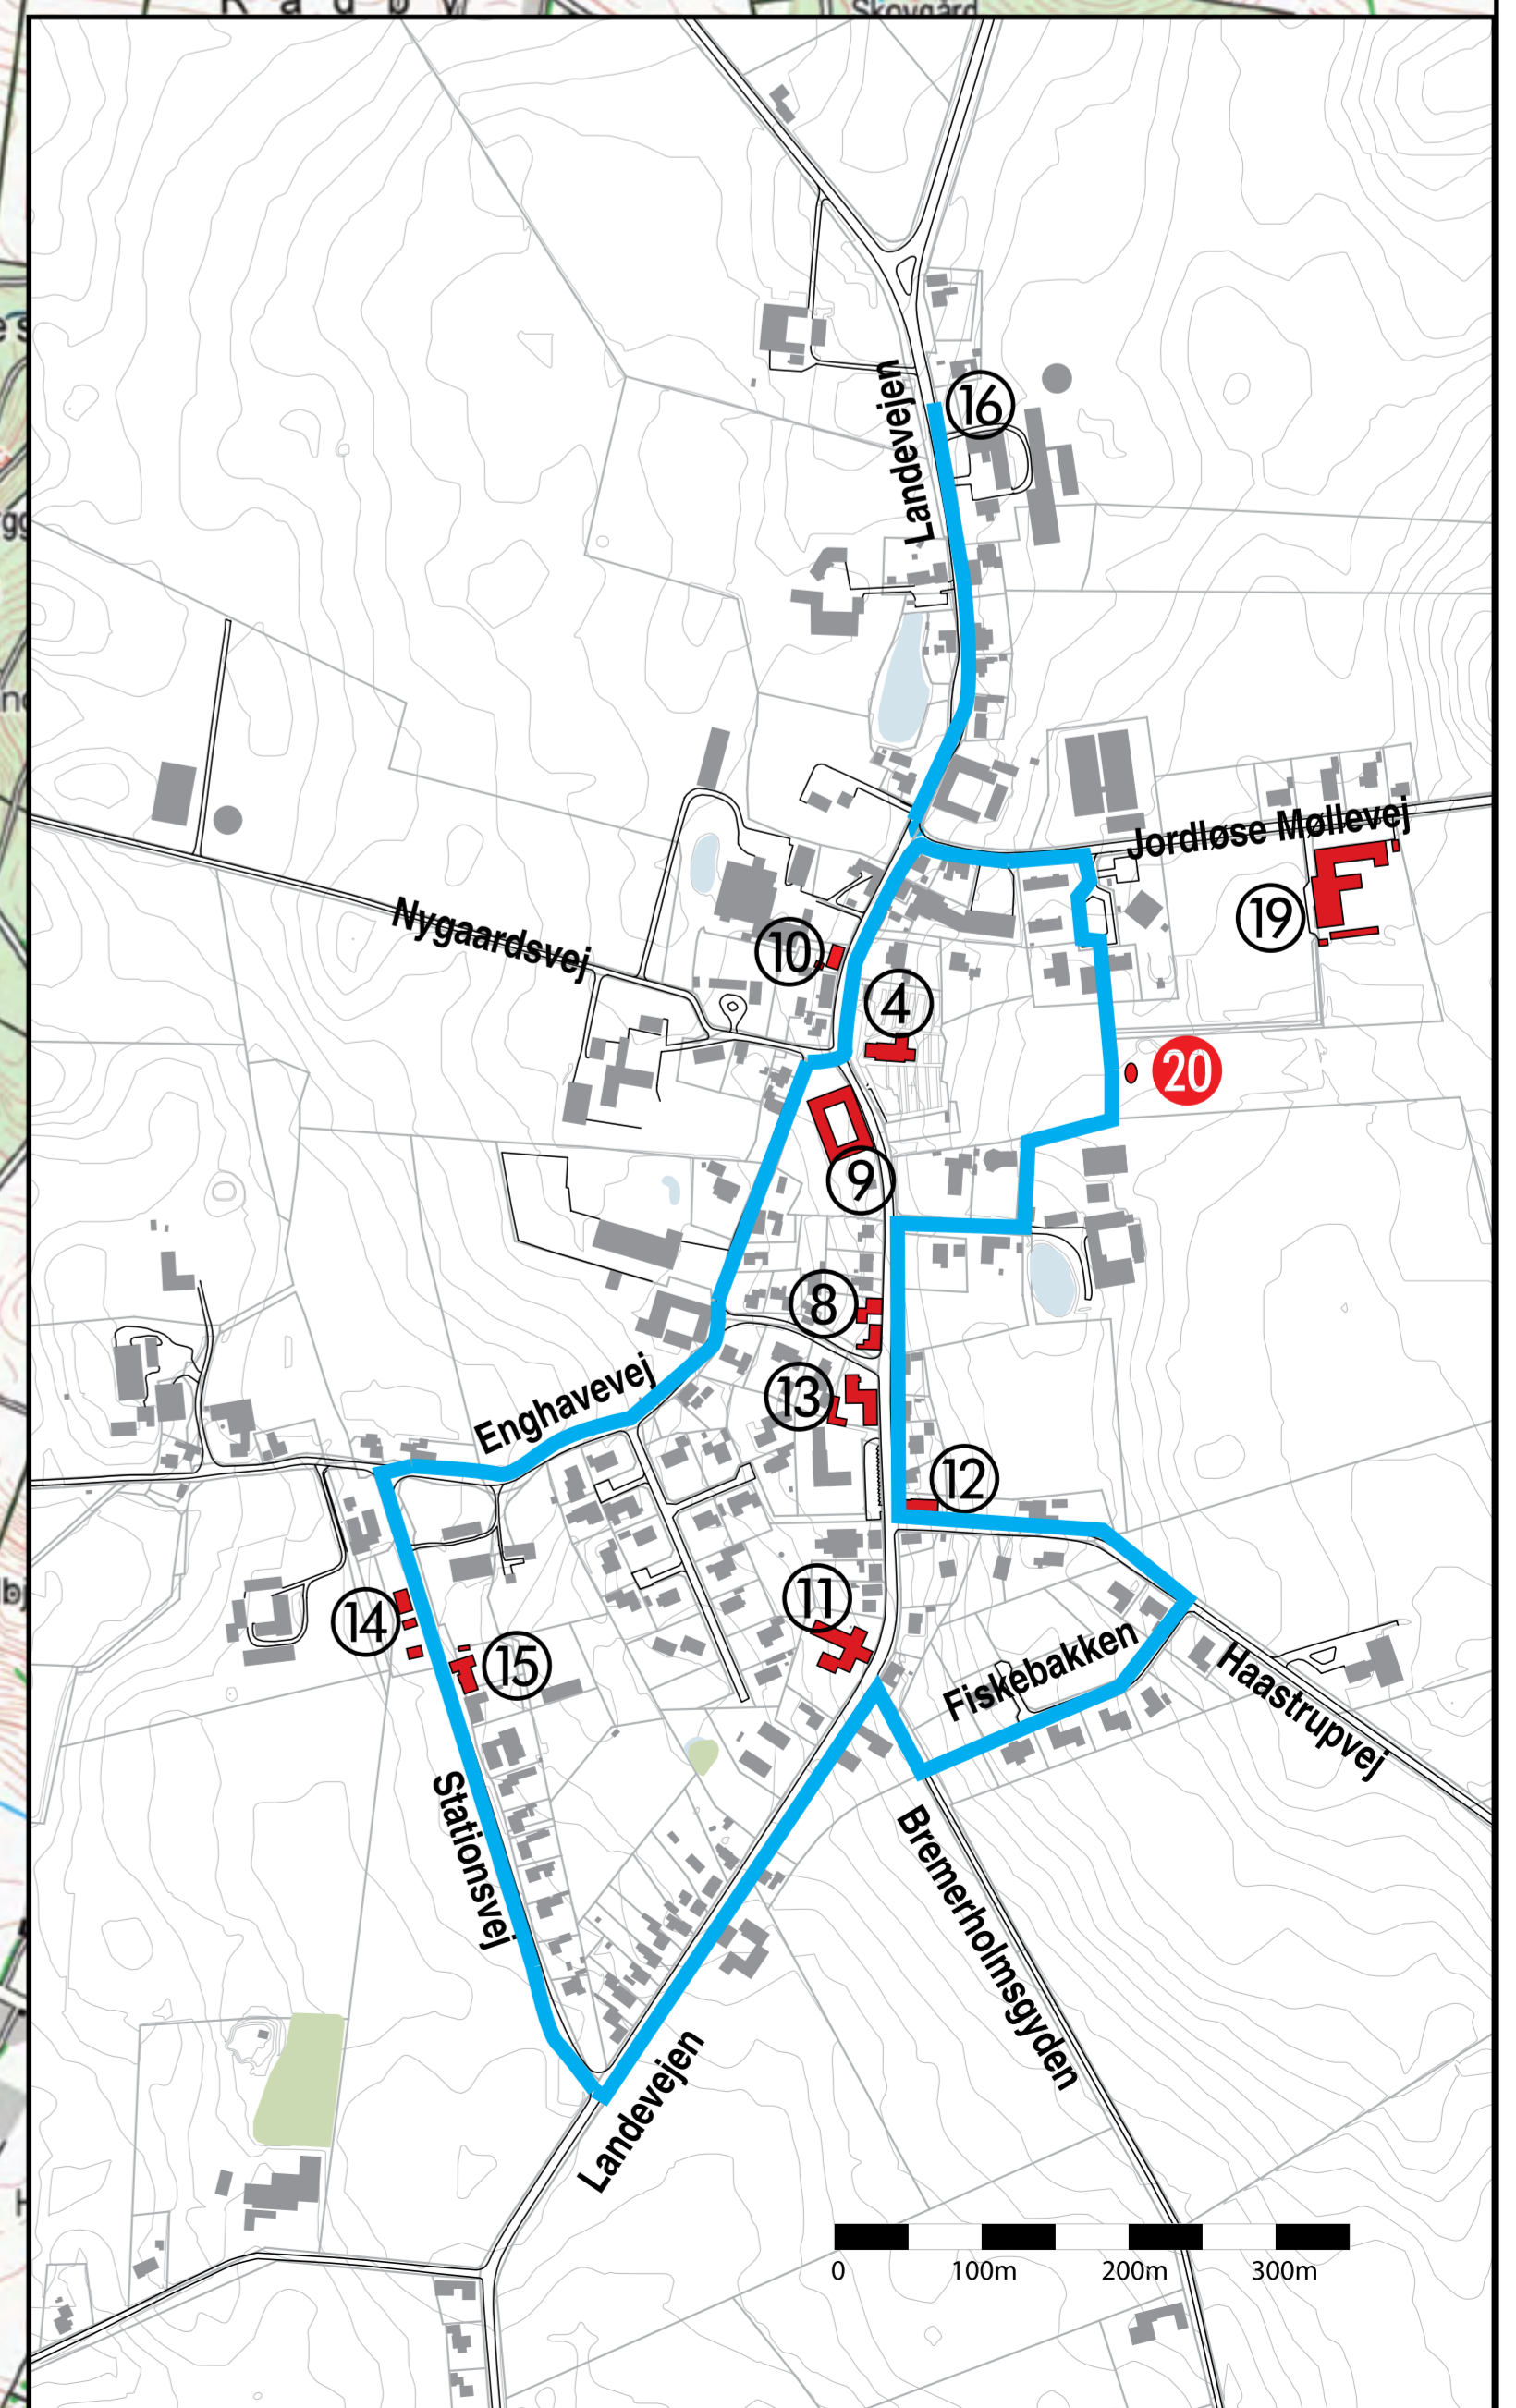 Skovgård
Landevejen
16
Jordløse Møllevej
19
Nygaardsvej
10
4
20
9
8
Enghavevej
13
12
14
11
15
Fiskebakken
Haastrupvej
Stationsvej
Bremerholmsgyden
Landevejen
0 100m 200m 300m